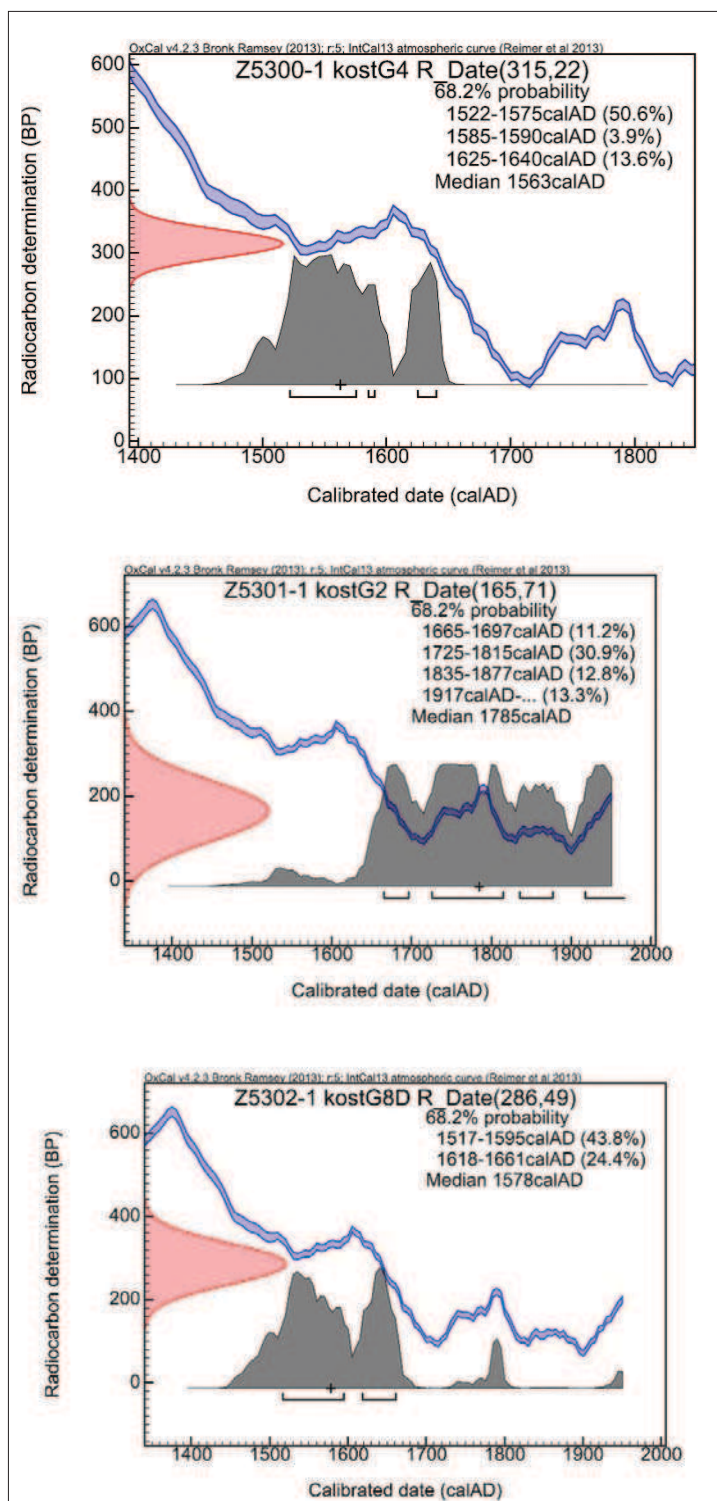 OxCal v4.2.3 Bronk Ramsey (2013); r:5; IntCal13 atmospheric curve (Reimer et al 2013)
Z5300-1 kostG4 R_Date(315,22)
68.2% probability
1522-1575calAD (50.6%)
1585-1590calAD (3.9%)
1625-1640calAD (13.6%)
Median 1563calAD
Radiocarbon determination (BP)
600
500
400
300
200
100
0
1400 1500 1600 1700 1800
Calibrated date (calAD)
OxCal v4.2.3 Bronk Ramsey (2013); r:5; IntCal13 atmospheric curve (Reimer et al 2013)
Z5301-1 kostG2 R_Date(165,71)
68.2% probability
1665-1697calAD (11.2%)
1725-1815calAD (30.9%)
1835-1877calAD (12.8%)
1917calAD-... (13.3%)
Median 1785calAD
Radiocarbon determination (BP)
600
400
200
0
1400 1500 1600 1700 1800 1900 2000
Calibrated date (calAD)
OxCal v4.2.3 Bronk Ramsey (2013); r:5; IntCal13 atmospheric curve (Reimer et al 2013)
Z5302-1 kostG8D R_Date(286,49)
68.2% probability
1517-1595calAD (43.8%)
1618-1661calAD (24.4%)
Median 1578calAD
Radiocarbon determination (BP)
600
400
200
0
1400 1500 1600 1700 1800 1900 2000
Calibrated date (calAD)